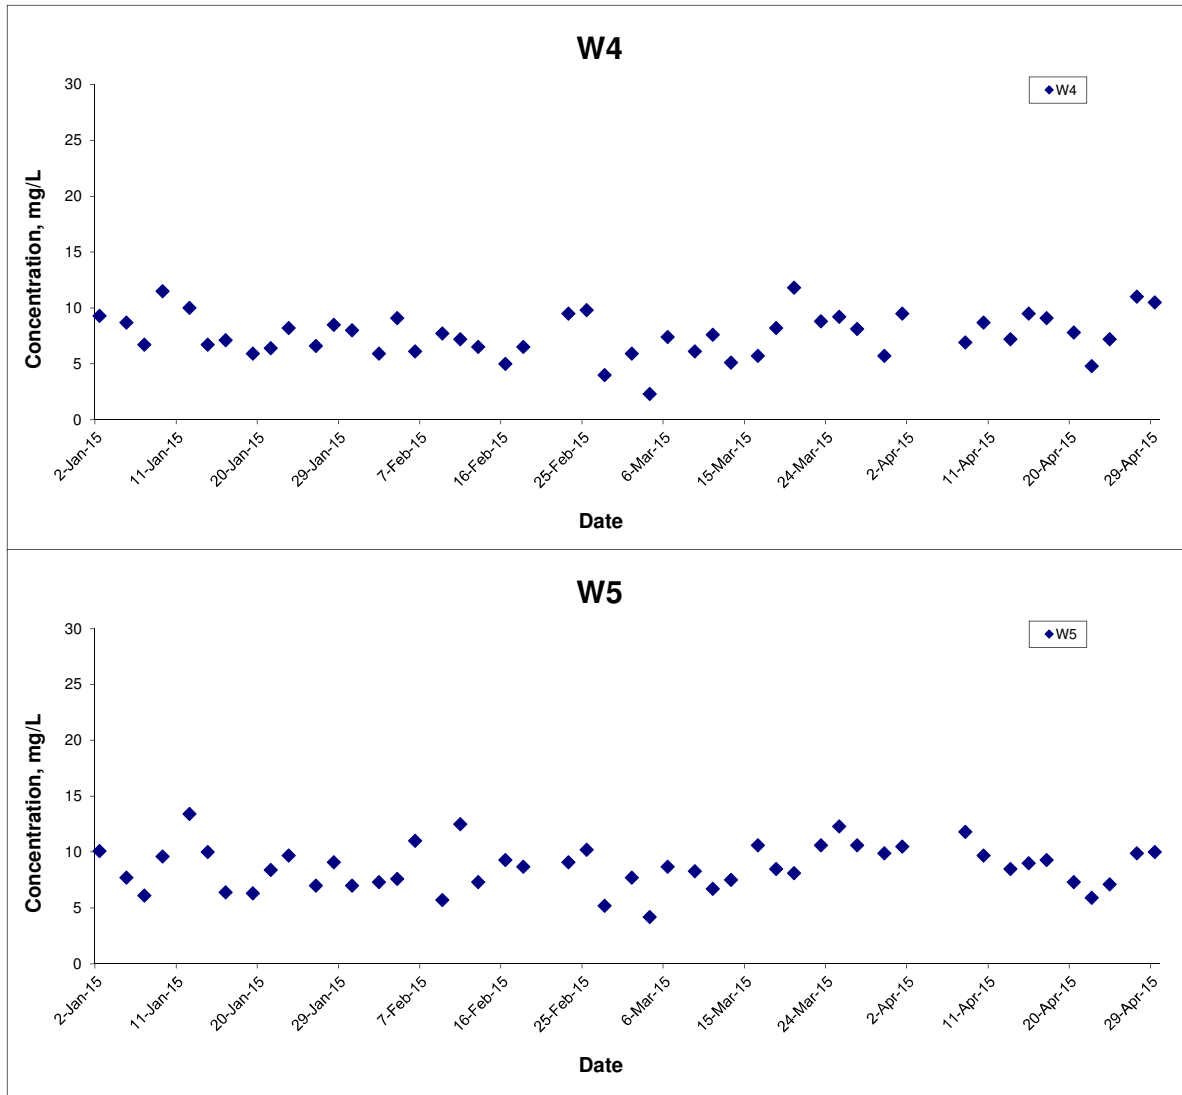 W4
W4
Concentration, mg/L
30
25
20
15
10
5
0
2-Jan-15
11-Jan-15
20-Jan-15
29-Jan-15
7-Feb-15
16-Feb-15
25-Feb-15
6-Mar-15
15-Mar-15
24-Mar-15
2-Apr-15
11-Apr-15
20-Apr-15
29-Apr-15
Date
W5
W5
Concentration, mg/L
30
25
20
15
10
5
0
2-Jan-15
11-Jan-15
20-Jan-15
29-Jan-15
7-Feb-15
16-Feb-15
25-Feb-15
6-Mar-15
15-Mar-15
24-Mar-15
2-Apr-15
11-Apr-15
20-Apr-15
29-Apr-15
Date